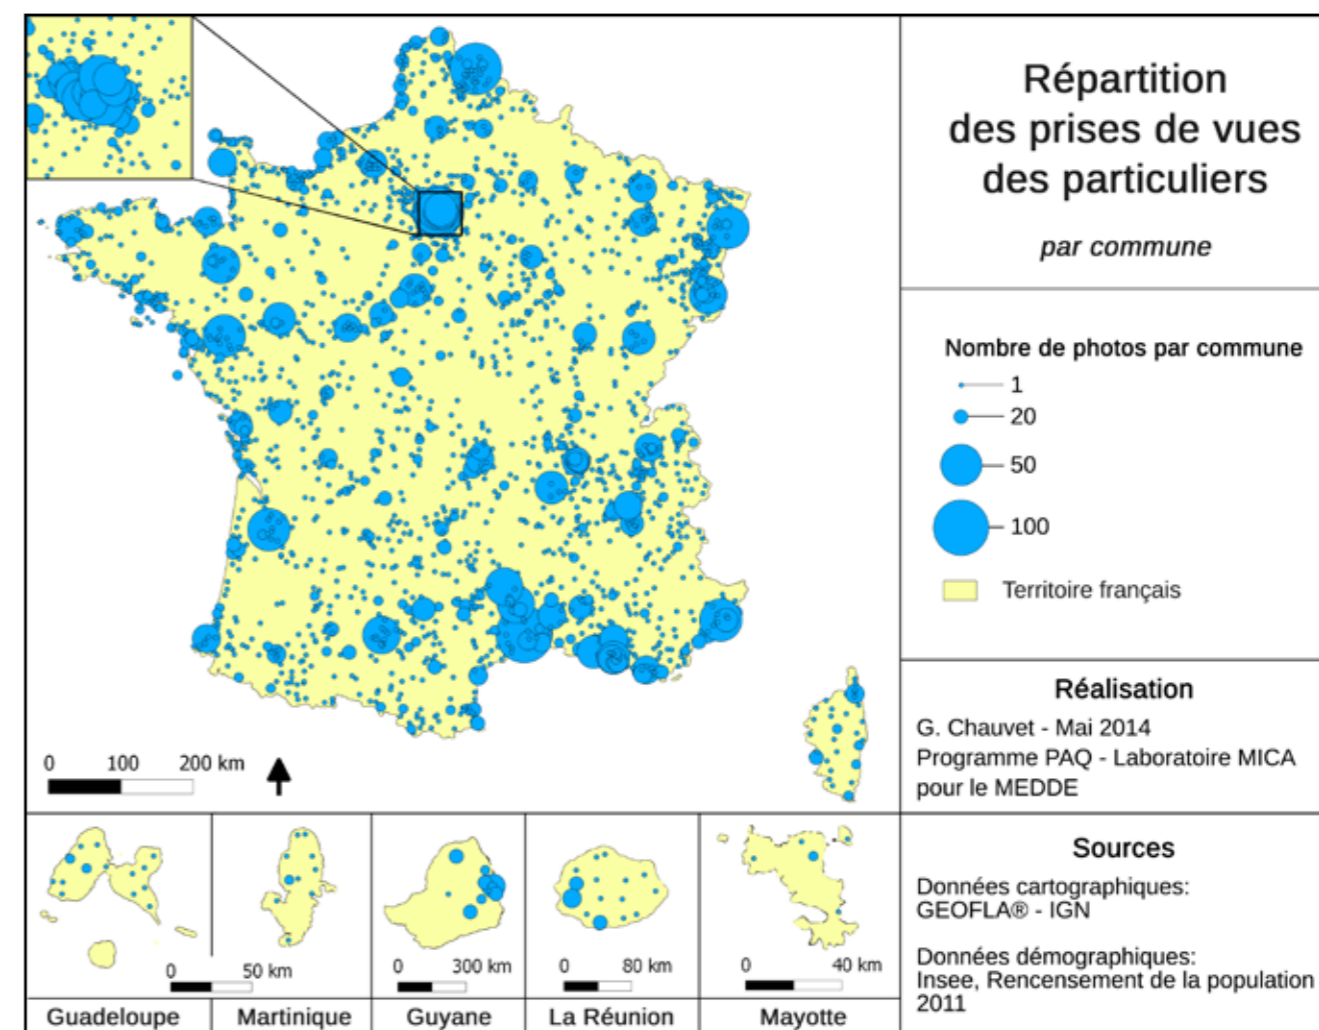 Répartition
des prises de vues
des particuliers
par commune
Nombre de photos par commune
1
20
50
100
Territoire français
Réalisation
G. Chauvet - Mai 2014
Programme PAQ - Laboratoire MICA
pour le MEDDE
0 100 200 km
Sources
Données cartographiques:
GEOFLA® - IGN
Données démographiques:
Insee, Rencensement de la population
2011
0 50 km
0 300 km
0 80 km
0 40 km
Guadeloupe
Martinique
Guyane
La Réunion
Mayotte